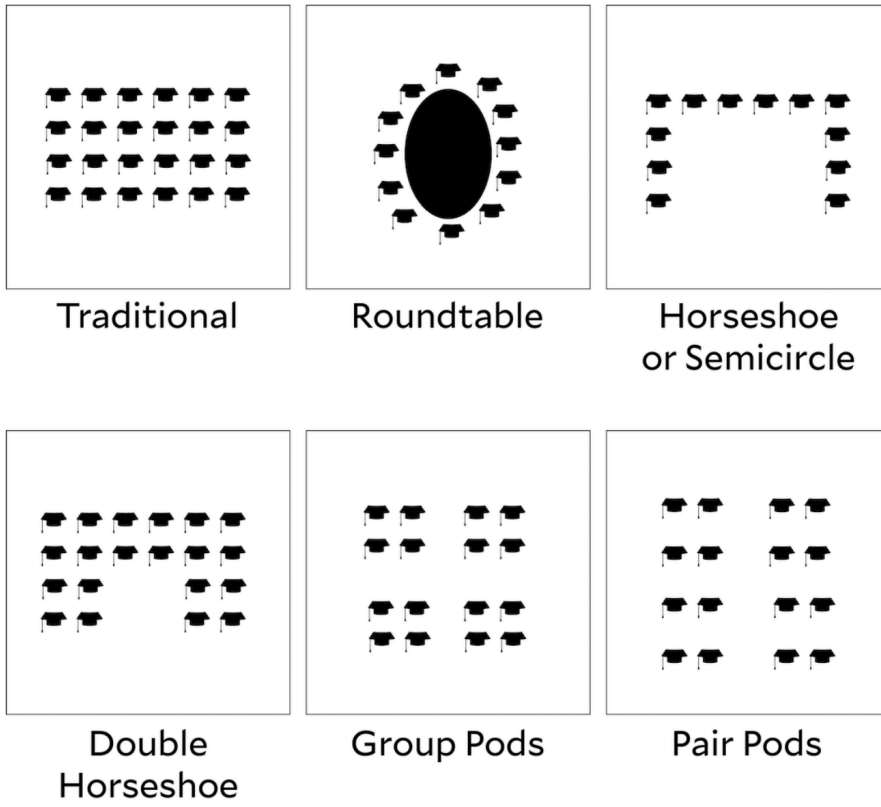 Traditional
Roundtable
Horseshoe
or Semicircle
Double
Horseshoe
Group Pods
Pair Pods